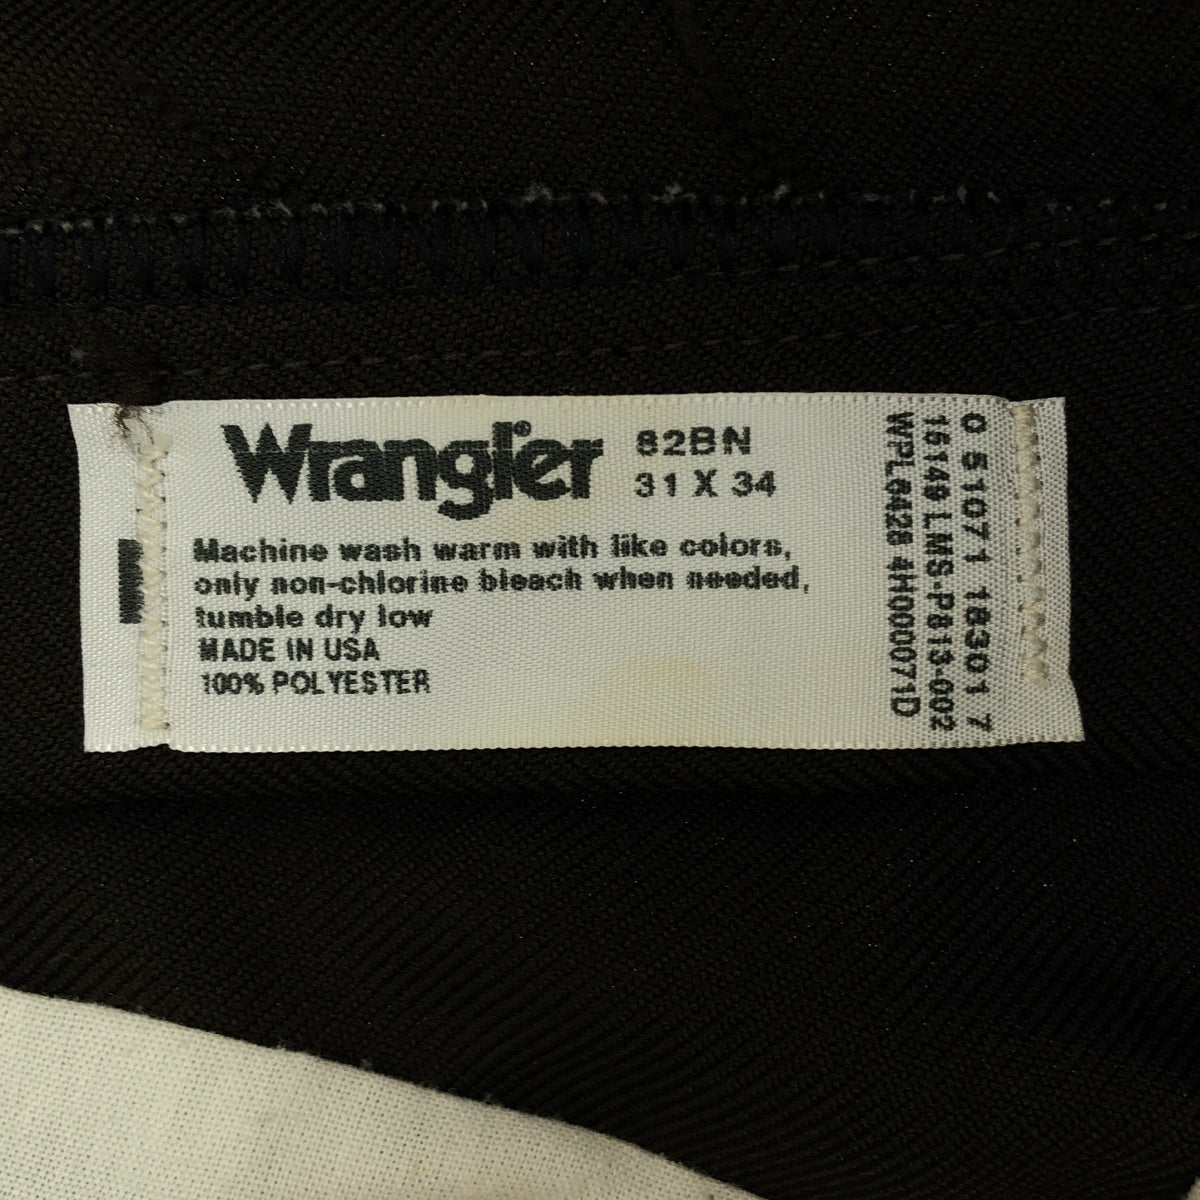 Wrangler®
82BN
31 X 34
Machine wash warm with like colors,
only non-chlorine bleach when needed,
tumble dry low
MADE IN USA
100% POLYESTER
0 51071 18301 7
15149 LMS-P813-002
WPL6428 4H000071D